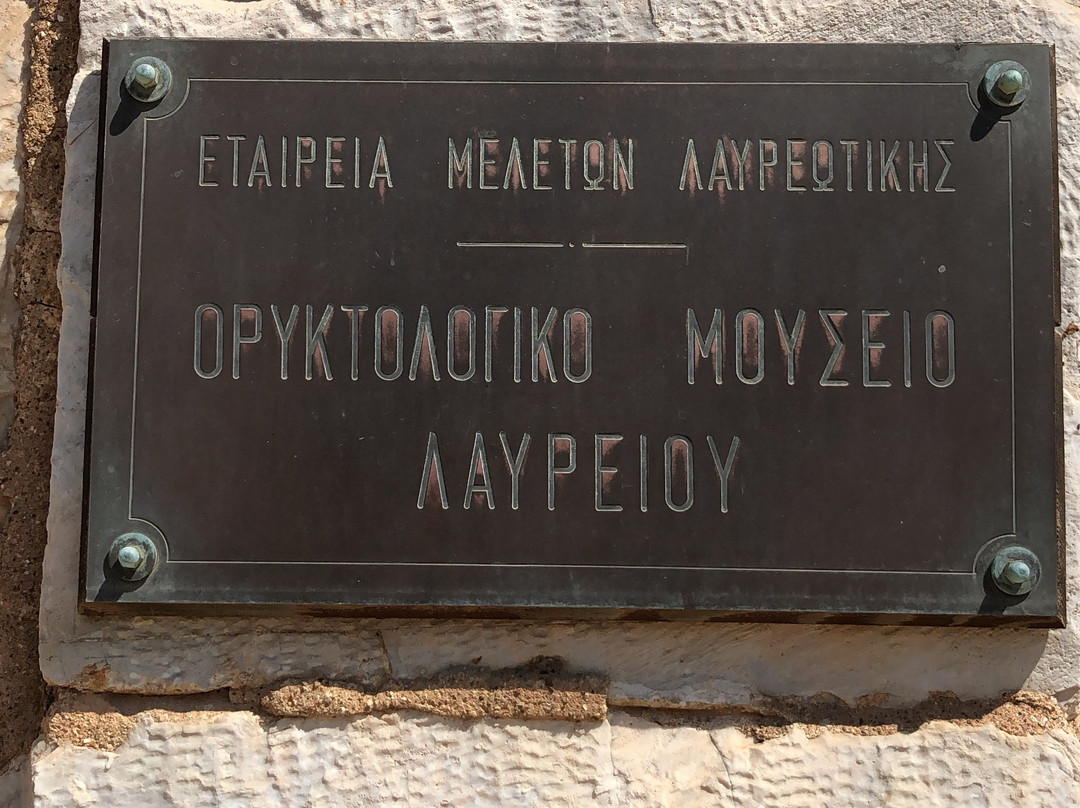 ΕΤΑΙΡΕΙΑ ΜΕΛΕΤΩΝ ΛΑΥΡΕΩΤΙΚΗΣ
ΟΡΥΚΤΟΛΟΓΙΚΟ ΜΟΥΣΕΙΟ
ΛΑΥΡΕΙΟΥ